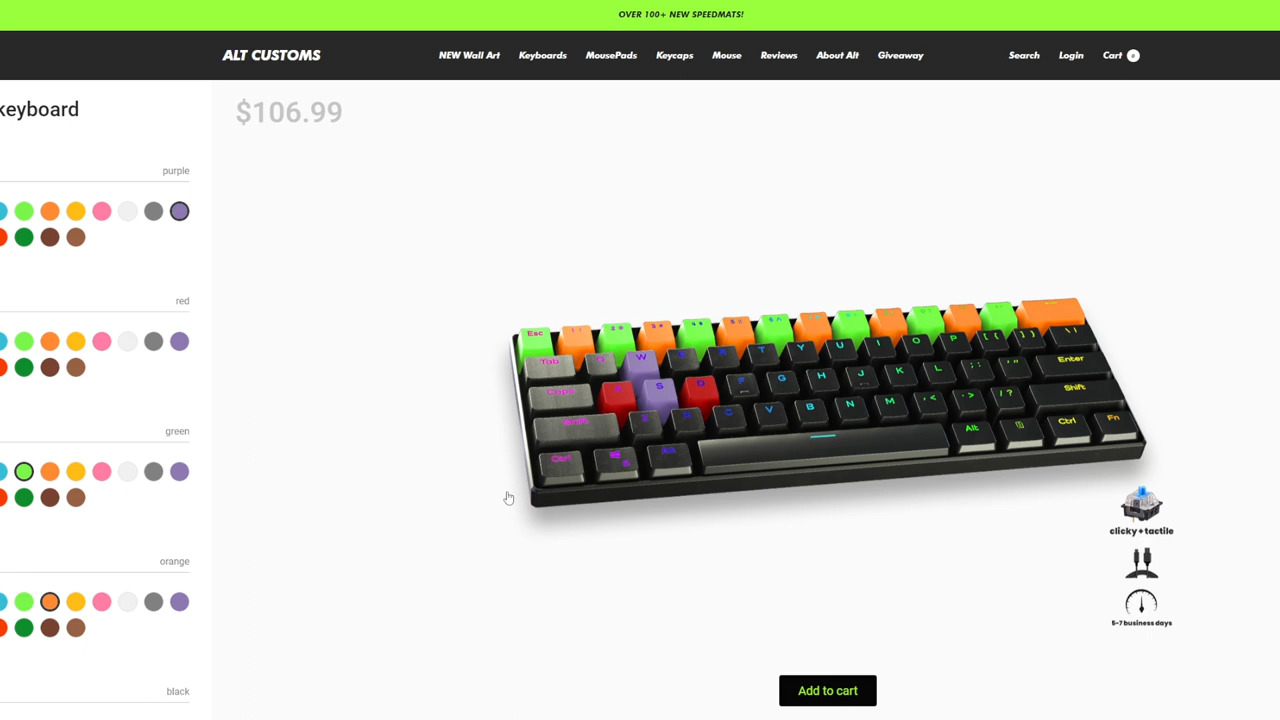 OVER 100+ NEW SPEEDMATS!
ALT CUSTOMS NEW Wall Art Keyboards MousePads Keycaps Mouse Reviews About Alt Giveaway Search Login Cart
keyboard
$106.99
purple
red
green
orange
black
Esc
Tab W T Y U I O P [ { ] } \ |
Caps S D F G H J K L ; : ' " Enter
Shift C V B N M , < . > / ? Shift
Ctrl Alt Alt Ctrl Fn
clicky + tactile
5-7 business days
Add to cart